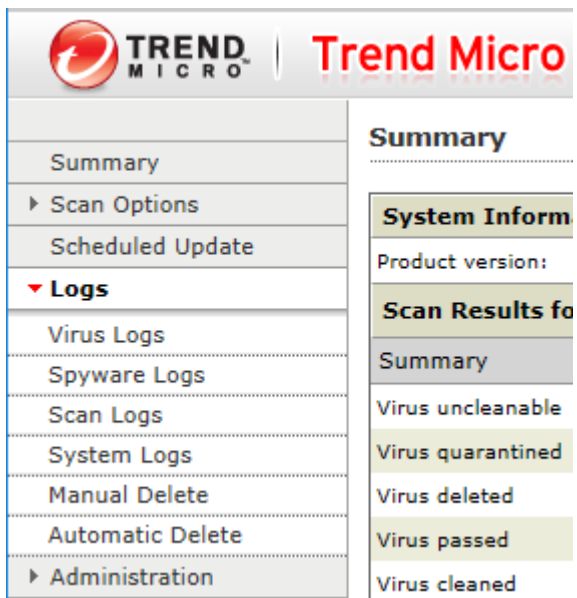 TREND
MICRO™
Trend Micro
Summary
Scan Options
Scheduled Update
Logs
Virus Logs
Spyware Logs
Scan Logs
System Logs
Manual Delete
Automatic Delete
Administration
Summary
System Informa
Product version:
Scan Results fo
Summary
Virus uncleanable
Virus quarantined
Virus deleted
Virus passed
Virus cleaned